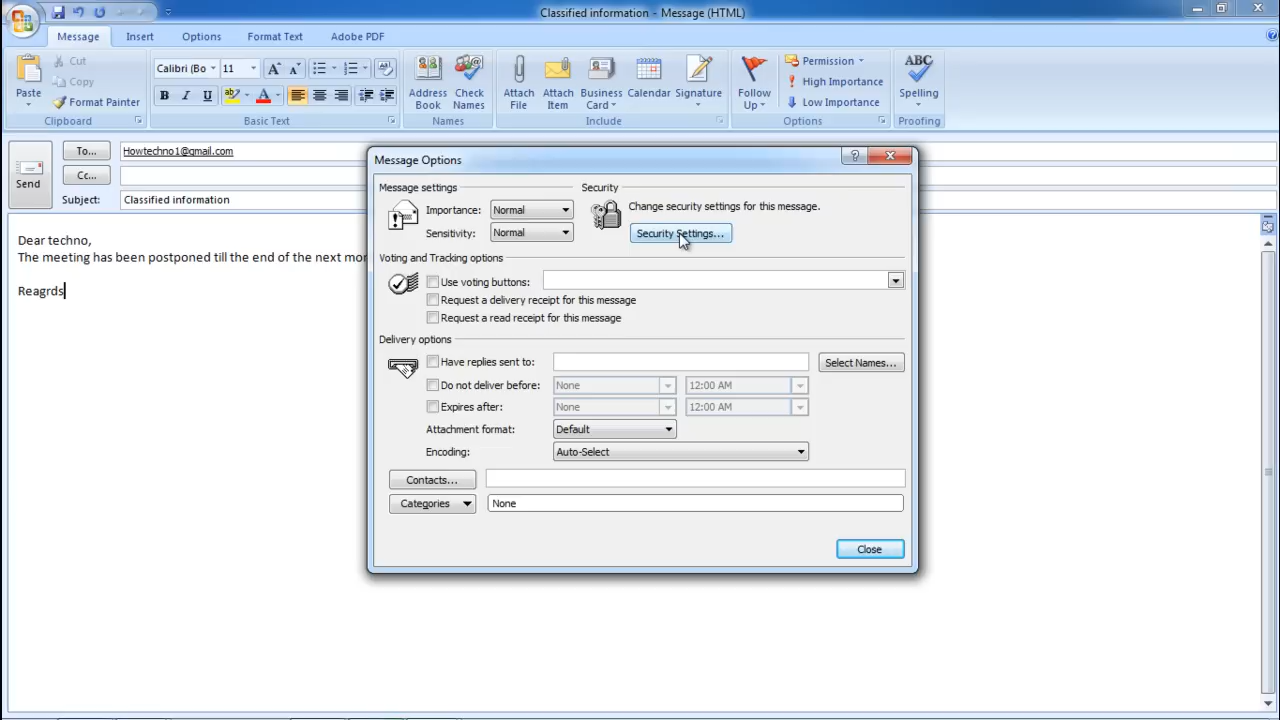 Classified information - Message (HTML)
Message Insert Options Format Text Adobe PDF
Cut
Copy
Format Painter
Paste
Clipboard
Calibri (Bo 11
B I U ab A
Basic Text
Address Book
Check Names
Names
Attach File
Attach Item
Business Card
Calendar
Signature
Include
Follow Up
Permission
High Importance
Low Importance
Options
ABC
Spelling
Proofing
Send
To... Howtechno1@gmail.com
Cc...
Subject: Classified information
Dear techno,
The meeting has been postponed till the end of the next mor
Reagrds
Message Options
Message settings
Importance: Normal
Sensitivity: Normal
Security
Change security settings for this message.
Security Settings...
Voting and Tracking options
Use voting buttons:
Request a delivery receipt for this message
Request a read receipt for this message
Delivery options
Have replies sent to: Select Names...
Do not deliver before: None 12:00 AM
Expires after: None 12:00 AM
Attachment format: Default
Encoding: Auto-Select
Contacts...
Categories None
Close